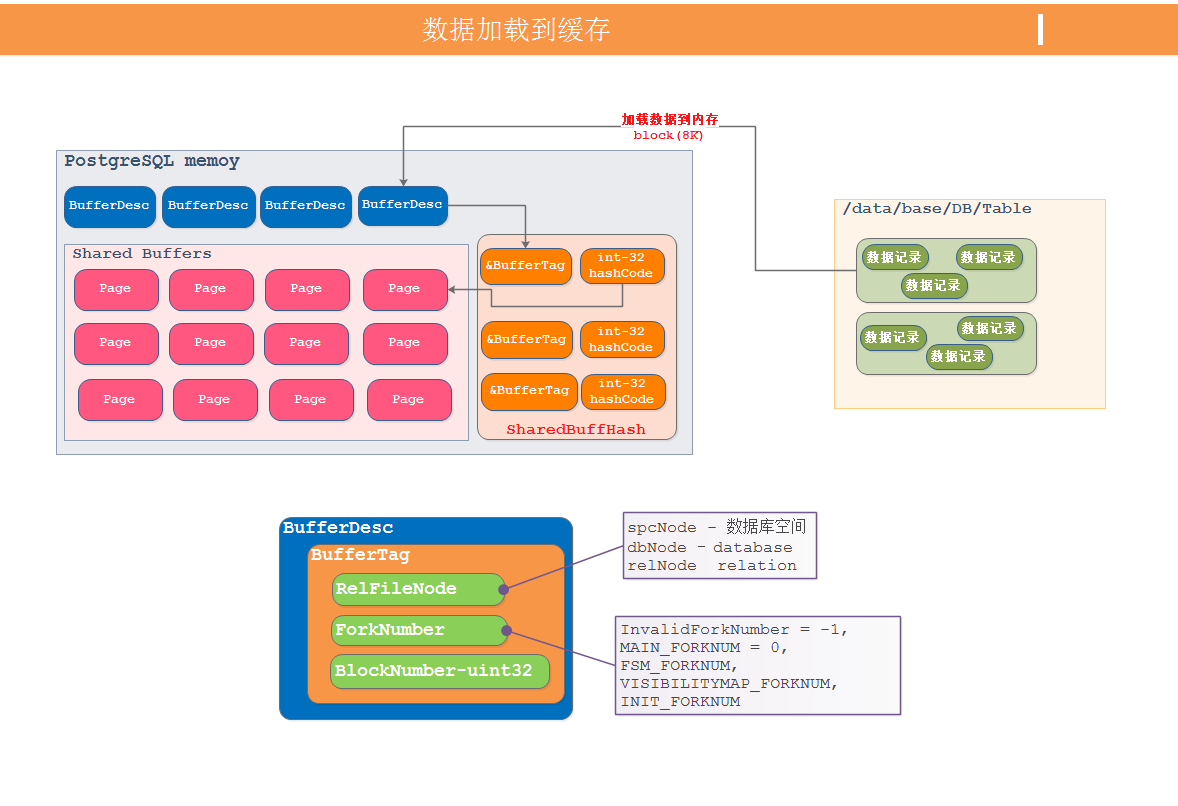 数据加载到缓存
加载数据到内存
block(8K)
PostgreSQL memoy
BufferDesc
BufferDesc
BufferDesc
BufferDesc
Shared Buffers
Page
Page
Page
Page
Page
Page
Page
Page
Page
Page
Page
Page
&BufferTag
int-32
hashCode
&BufferTag
int-32
hashCode
&BufferTag
int-32
hashCode
SharedBuffHash
/data/base/DB/Table
数据记录
数据记录
数据记录
数据记录
数据记录
数据记录
BufferDesc
BufferTag
RelFileNode
ForkNumber
BlockNumber-uint32
spcNode - 数据库空间
dbNode - database
relNode relation
InvalidForkNumber = -1,
MAIN_FORKNUM = 0,
FSM_FORKNUM,
VISIBILITYMAP_FORKNUM,
INIT_FORKNUM